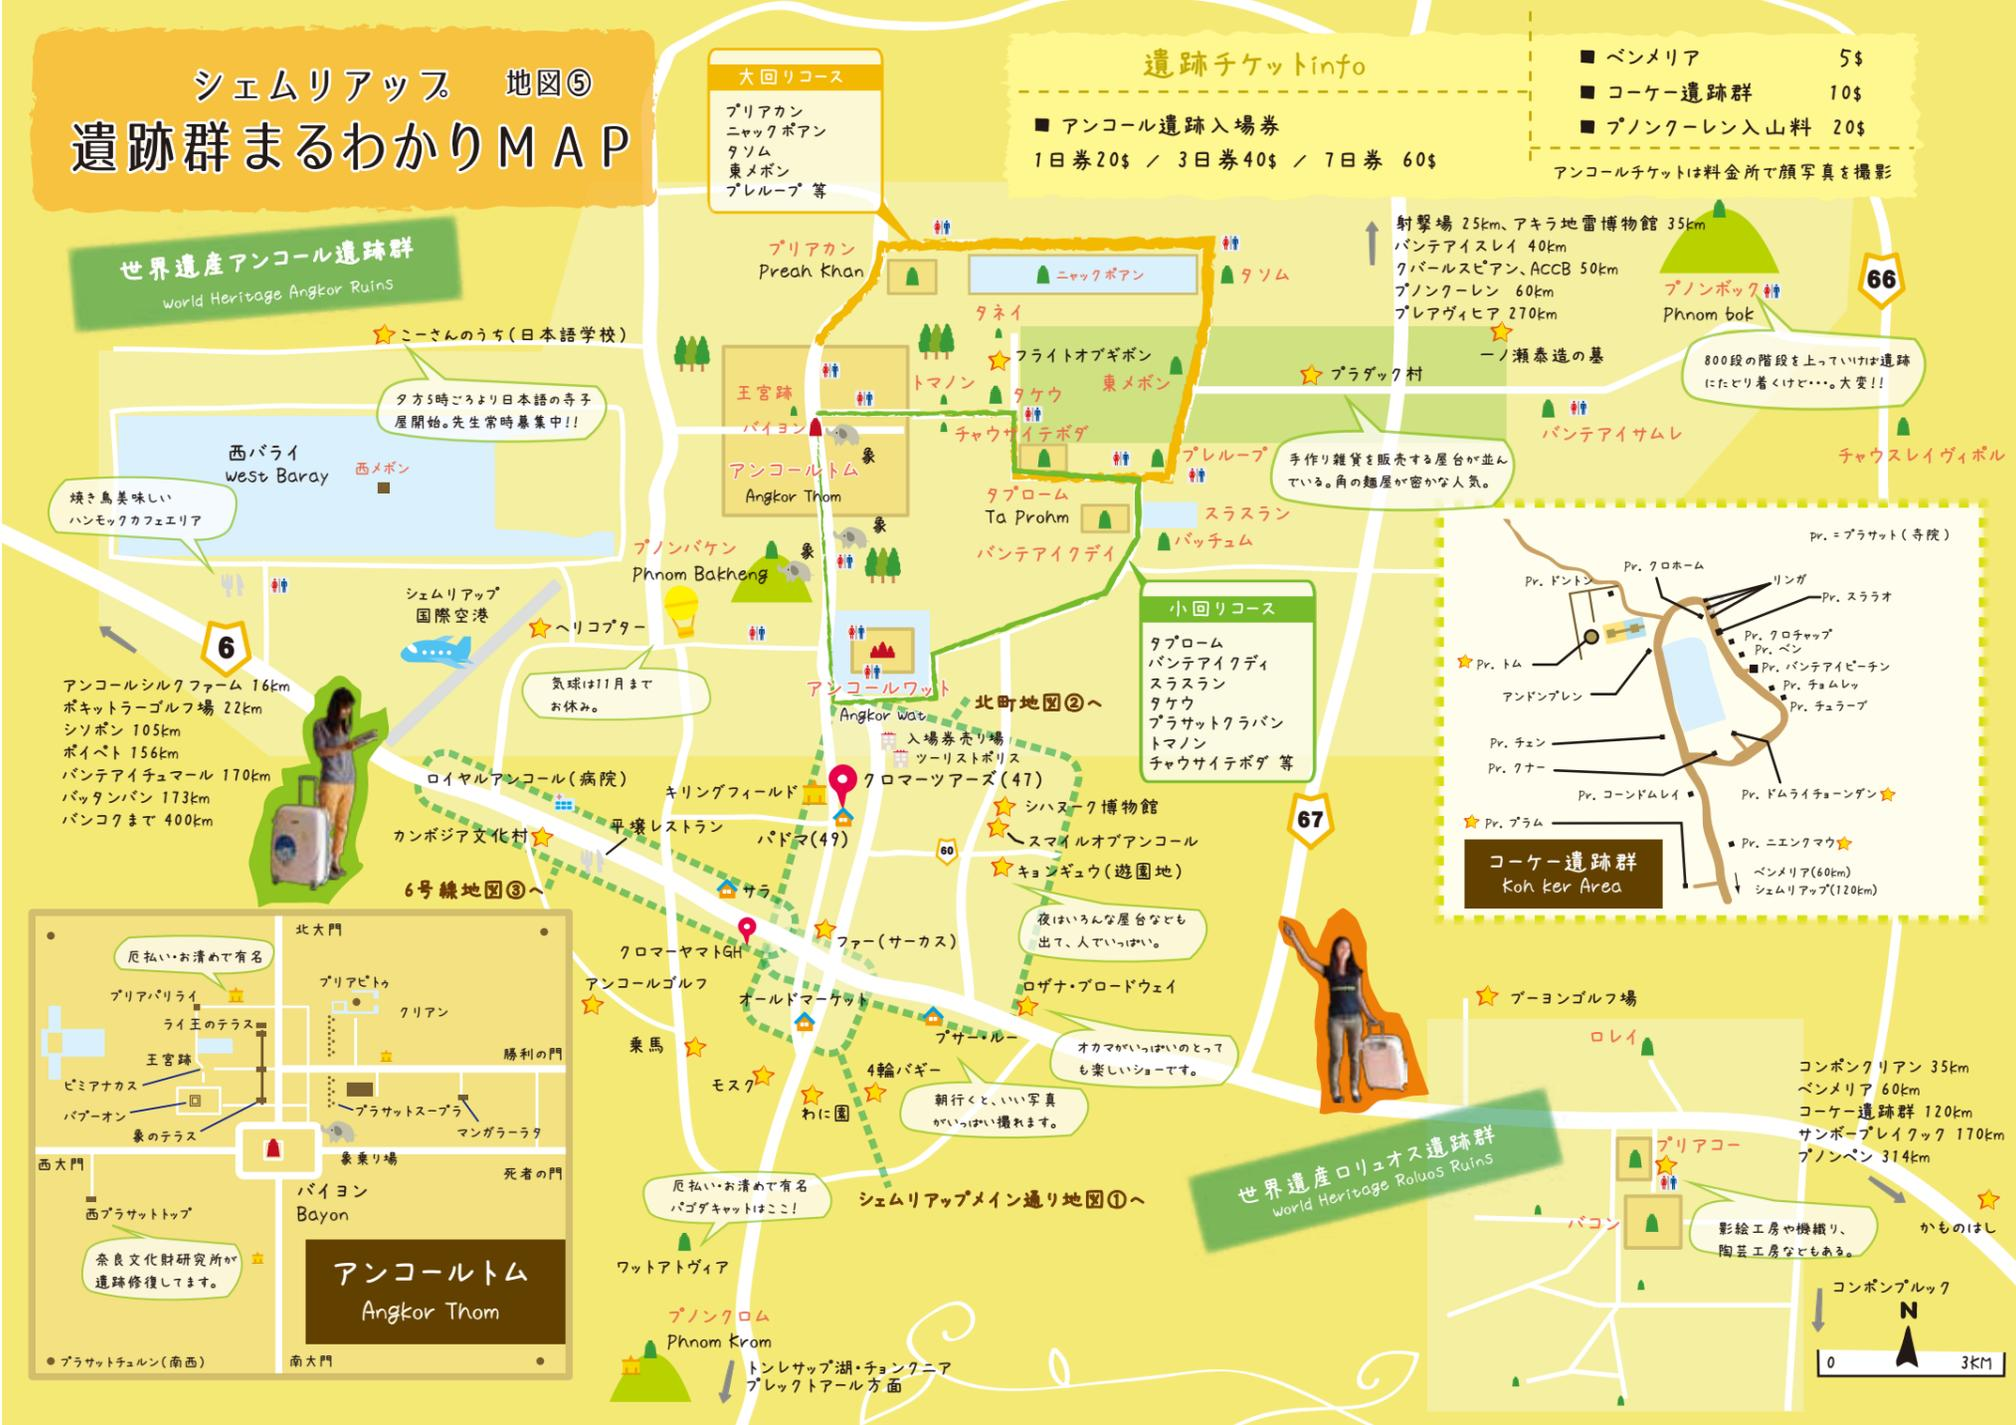 シェムリアップ　地図⑤
遺跡群まるわかりMAP
世界遺産アンコール遺跡群
World Heritage Angkor Ruins
大回りコース
プリアカン
ニャックポアン
タソム
東メボン
プレループ 等
遺跡チケットinfo
■ アンコール遺跡入場券
1日券20$ / 3日券40$ / 7日券 60$
■ ベンメリア 5$
■ コーケー遺跡群 10$
■ プノンクーレン入山料 20$
アンコールチケットは料金所で顔写真を撮影
射撃場 25km、アキラ地雷博物館 35km
バンテアイスレイ 40km
クバールスピアン、ACCB 50km
プノンクーレン 60km
プレアヴィヒア 270km
一ノ瀬泰造の墓
プノンボック
Phnom bok
66
800段の階段を上っていけば遺跡
にたどり着くけど・・・。大変!!
プリアカン
Preah Khan
ニャックポアン
タソム
タネイ
フライトオブギボン
東メボン
トマノン
タケウ
チャウサイテボダ
プラダック村
手作り雑貨を販売する屋台が並ん
でいる。角の麺屋が密かな人気。
バンテアイサムレ
チャウスレイヴィボル
こーさんのうち(日本語学校)
夕方5時ごろより日本語の寺子
屋開始。先生常時募集中!!
西バライ
west Baray
西メボン
焼き鳥美味しい
ハンモックカフェエリア
王宮跡
バイヨン
象
アンコールトム
Angkor Thom
象
タプローム
Ta Prohm
プレループ
スラスラン
バッチュム
バンテアイクデイ
プノンバケン
Phnom Bakheng
象
シェムリアップ
国際空港
ヘリコプター
気球は11月まで
お休み。
6
アンコールシルクファーム 16km
ポキットラーゴルフ場 22km
シソポン 105km
ポイペト 156km
バンテアイチュマール 170km
バッタンバン 173km
バンコクまで 400km
アンコールワット
Angkor wat
北町地図②へ
入場券売り場
ツーリストポリス
小回りコース
タプローム
バンテアイクディ
スラスラン
タケウ
プラサットクラバン
トマノン
チャウサイテボダ 等
67
Pr. = プラサット(寺院)
Pr. ドントン
Pr. クロホーム
リンガ
Pr. スララオ
Pr. クロチャップ
Pr. ベン
Pr. バンテアイピーチン
Pr. チョムレッ
Pr. チュラープ
Pr. トム
アンドンプレン
Pr. チェン
Pr. クナー
Pr. コーンドムレイ
Pr. ドムライチョーンダン
Pr. プラム
Pr. ニエンクマウ
ベンメリア(60km)
シェムリアップ(120km)
コーケー遺跡群
Koh ker Area
ロイヤルアンコール(病院)
キリングフィールド
クロマーツアーズ(47)
カンボジア文化村
平壌レストラン
パドマ(49)
60
シハヌーク博物館
スマイルオブアンコール
キョンギュウ(遊園地)
夜はいろんな屋台なども
出て、人でいっぱい。
6号線地図③へ
サラ
クロマーヤマトGH
ファー(サーカス)
アンコールゴルフ
オールドマーケット
ロザナ・ブロードウェイ
オカマがいっぱいのとって
も楽しいショーです。
プサー・ルー
乗馬
モスク
わに園
4輪バギー
朝行くと、いい写真
がいっぱい撮れます。
シェムリアップメイン通り地図①へ
厄払い・お清めで有名
パゴダキャットはここ!
ワットアトヴィア
プノンクロム
Phnom Krom
トンレサップ湖・チョンクニア
プレックトアール方面
北大門
厄払い・お清めで有名
プリアパリライ
プリアピトゥ
クリアン
ライ王のテラス
王宮跡
勝利の門
ピミアナカス
バプーオン
プラサットスープラ
象のテラス
マンガラーラタ
象乗り場
西大門
死者の門
バイヨン
Bayon
西プラサットトップ
奈良文化財研究所が
遺跡修復してます。
アンコールトム
Angkor Thom
プラサットチュルン(南西)
南大門
世界遺産ロリュオス遺跡群
World Heritage Roluos Ruins
ブーヨンゴルフ場
ロレイ
プリアコー
バコン
影絵工房や機織り、
陶芸工房などもある。
コンポンクリアン 35km
ベンメリア 60km
コーケー遺跡群 120km
サンボープレイクック 170km
プノンペン 314km
かものはし
コンポンプルック
N
0 3KM